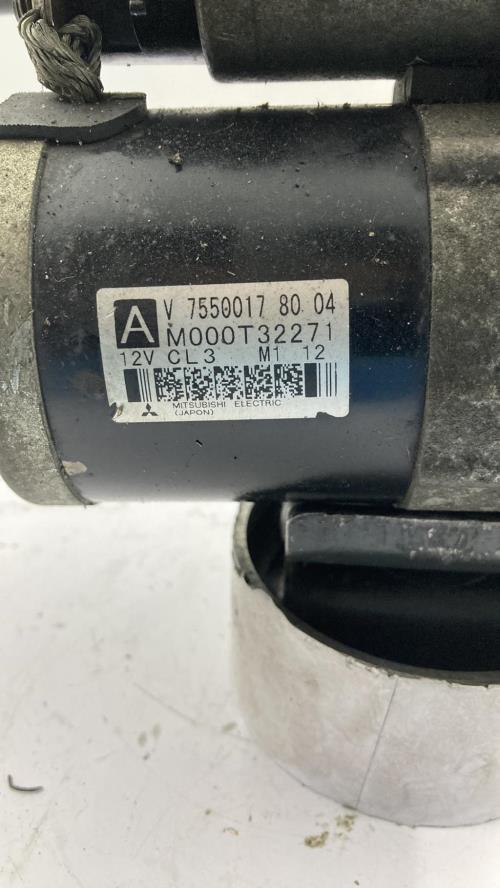 A
V 7550017 80 04
M000T32271
12V CL3 M1 12
MITSUBISHI ELECTRIC
(JAPON)